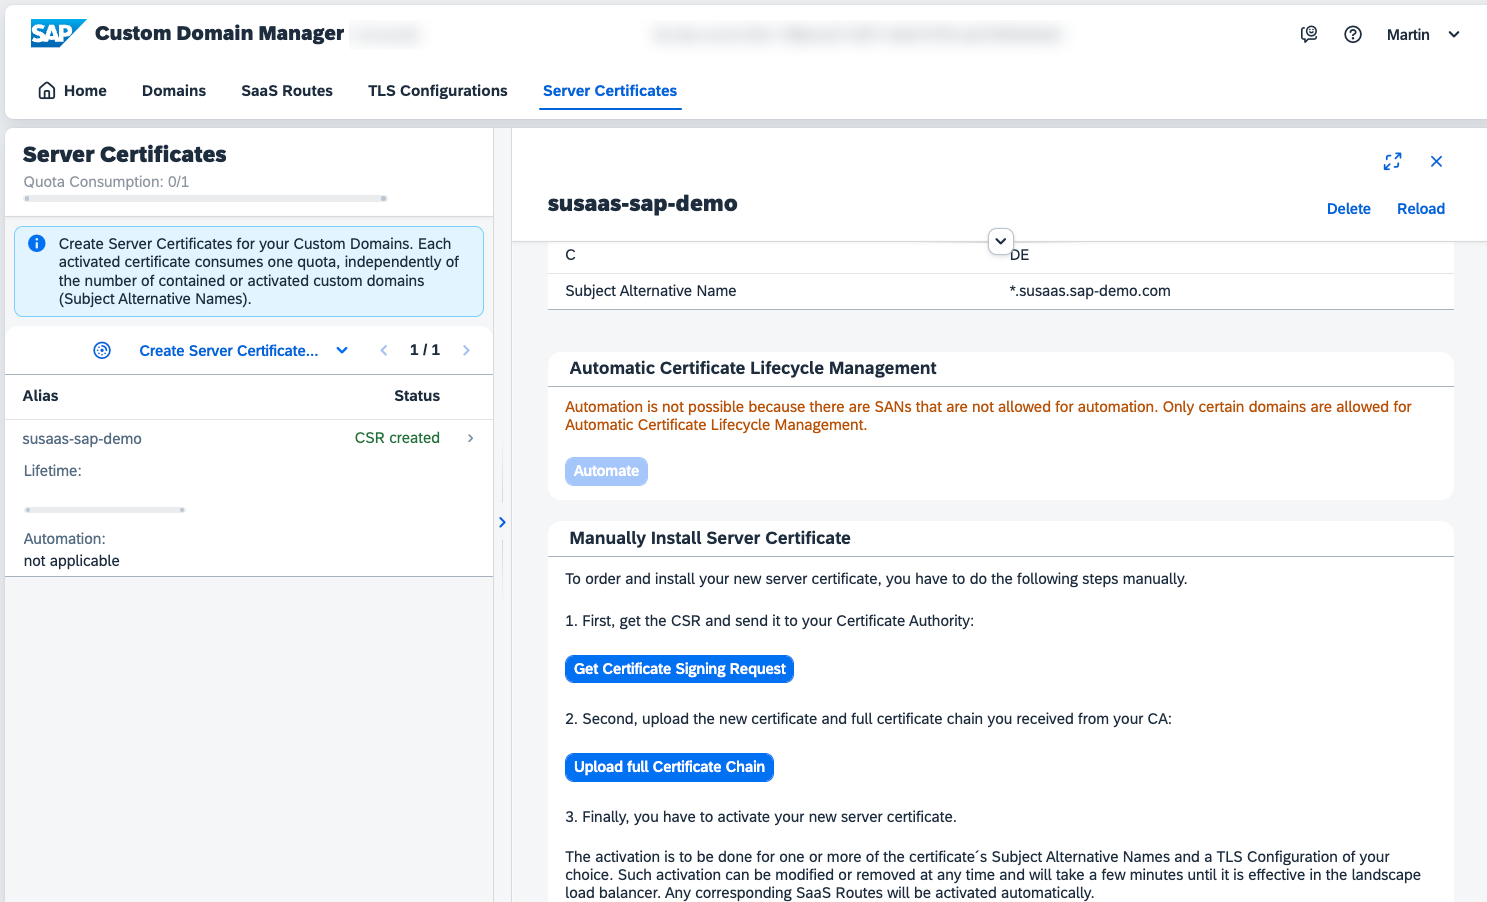 SAP Custom Domain Manager
Martin
Home Domains SaaS Routes TLS Configurations Server Certificates
Server Certificates
Quota Consumption: 0/1
Create Server Certificates for your Custom Domains. Each
activated certificate consumes one quota, independently of
the number of contained or activated custom domains
(Subject Alternative Names).
Create Server Certificate... 1 / 1
Alias Status
susaas-sap-demo CSR created
Lifetime:
Automation:
not applicable
susaas-sap-demo
Delete Reload
C DE
Subject Alternative Name *.susaas.sap-demo.com
Automatic Certificate Lifecycle Management
Automation is not possible because there are SANs that are not allowed for automation. Only certain domains are allowed for
Automatic Certificate Lifecycle Management.
Automate
Manually Install Server Certificate
To order and install your new server certificate, you have to do the following steps manually.
1. First, get the CSR and send it to your Certificate Authority:
Get Certificate Signing Request
2. Second, upload the new certificate and full certificate chain you received from your CA:
Upload full Certificate Chain
3. Finally, you have to activate your new server certificate.
The activation is to be done for one or more of the certificate´s Subject Alternative Names and a TLS Configuration of your
choice. Such activation can be modified or removed at any time and will take a few minutes until it is effective in the landscape
load balancer. Any corresponding SaaS Routes will be activated automatically.